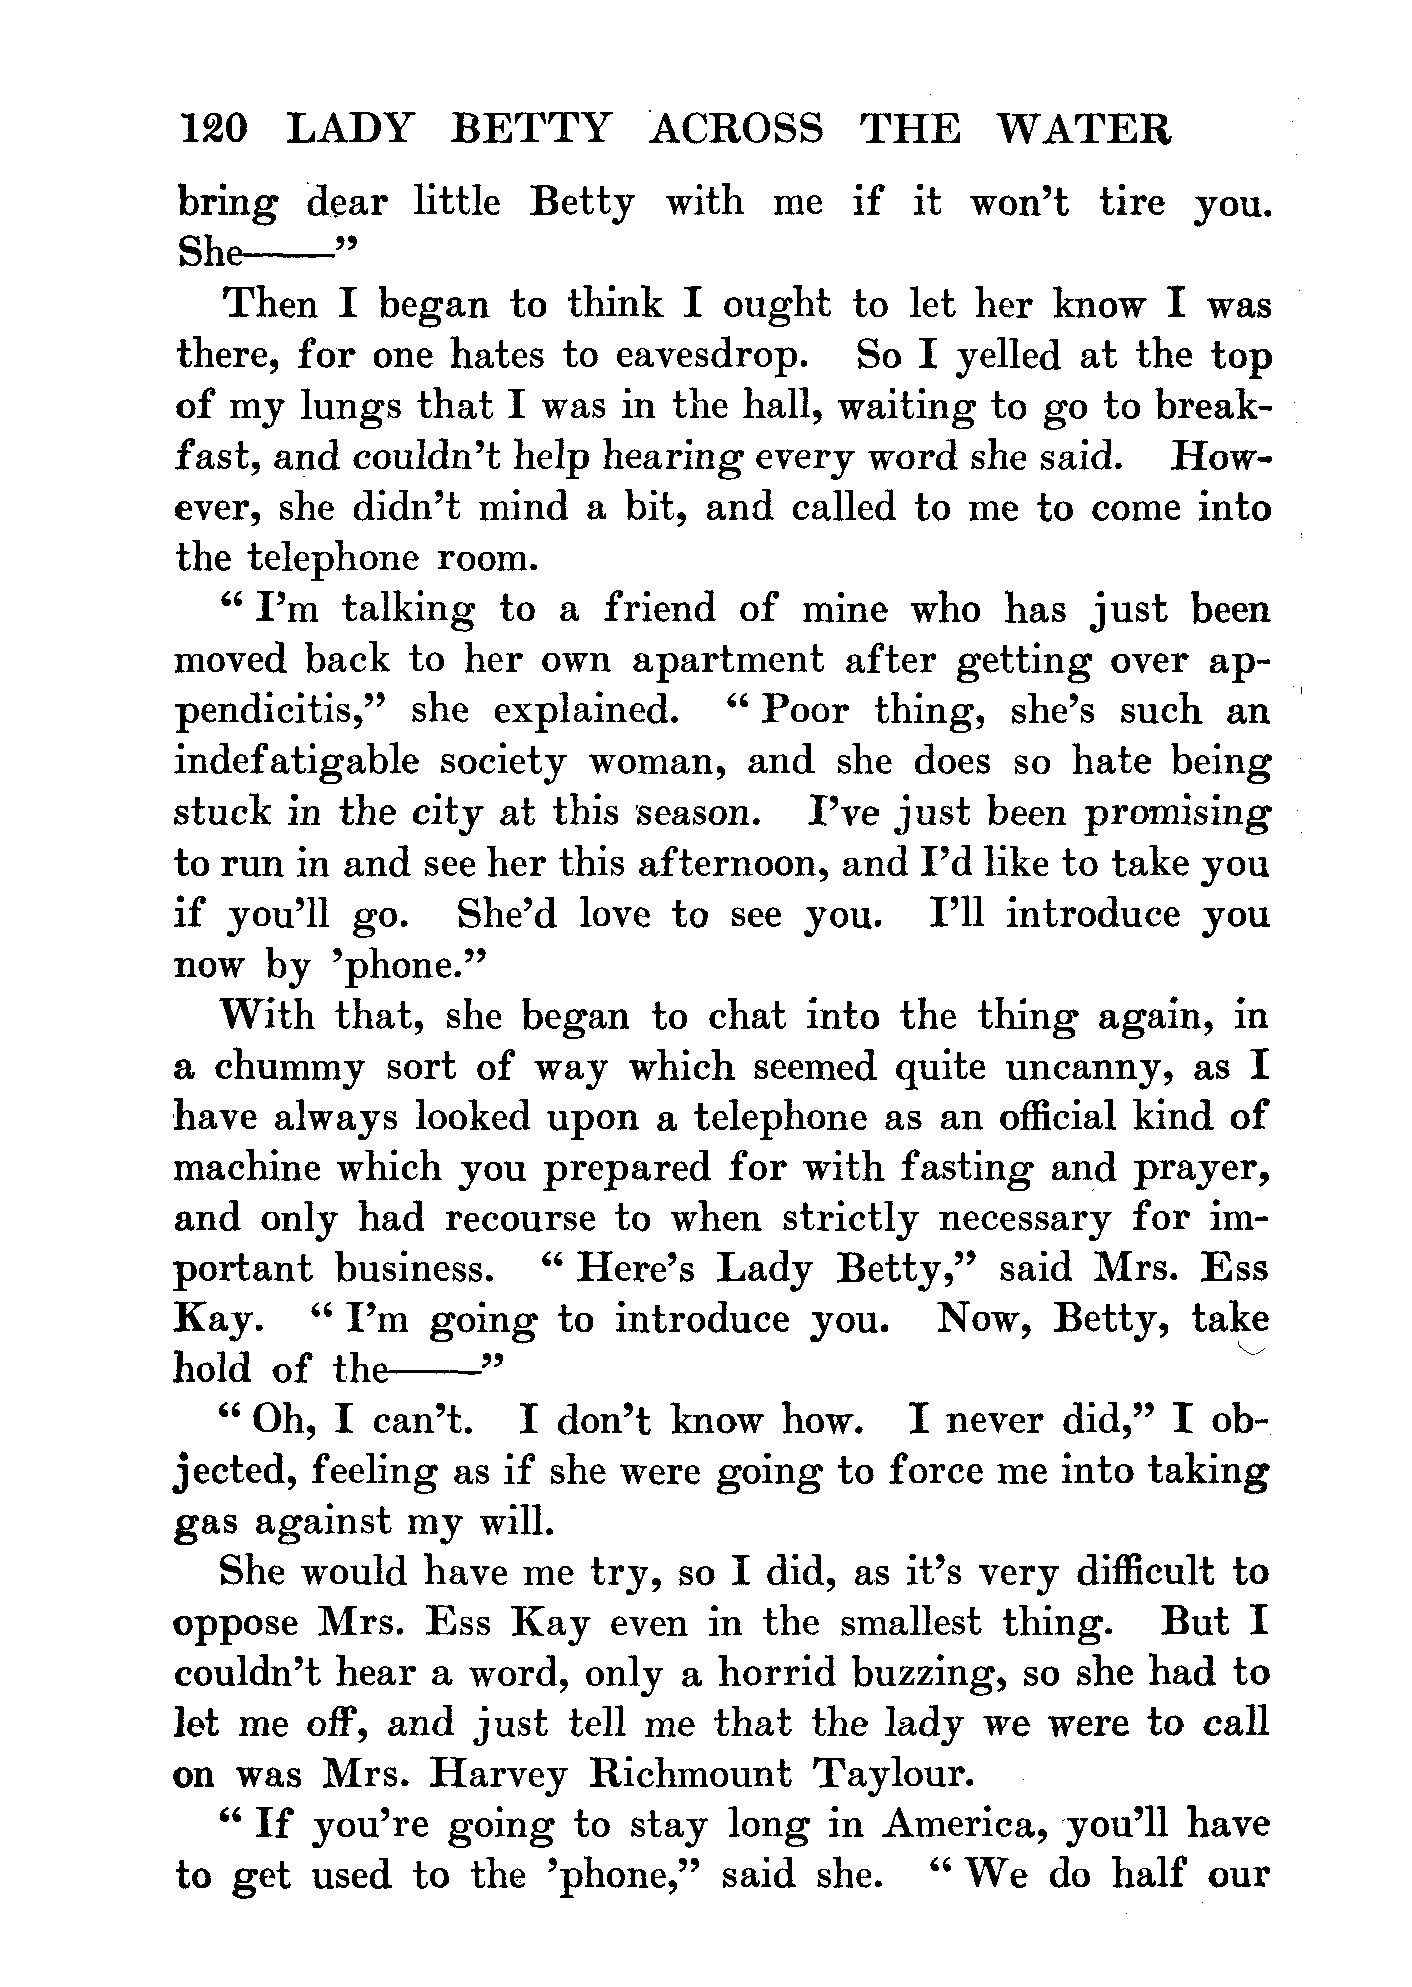 120 LADY BETTY ACROSS THE WATER
bring dear little Betty with me if it won't tire you.
She——"
Then I began to think I ought to let her know I was
there, for one hates to eavesdrop. So I yelled at the top
of my lungs that I was in the hall, waiting to go to break-
fast, and couldn't help hearing every word she said. How-
ever, she didn't mind a bit, and called to me to come into
the telephone room.
"I'm talking to a friend of mine who has just been
moved back to her own apartment after getting over ap-
pendicitis," she explained. "Poor thing, she's such an
indefatigable society woman, and she does so hate being
stuck in the city at this season. I've just been promising
to run in and see her this afternoon, and I'd like to take you
if you'll go. She'd love to see you. I'll introduce you
now by 'phone."
With that, she began to chat into the thing again, in
a chummy sort of way which seemed quite uncanny, as I
have always looked upon a telephone as an official kind of
machine which you prepared for with fasting and prayer,
and only had recourse to when strictly necessary for im-
portant business. "Here's Lady Betty," said Mrs. Ess
Kay. "I'm going to introduce you. Now, Betty, take
hold of the——"
"Oh, I can't. I don't know how. I never did," I ob-
jected, feeling as if she were going to force me into taking
gas against my will.
She would have me try, so I did, as it's very difficult to
oppose Mrs. Ess Kay even in the smallest thing. But I
couldn't hear a word, only a horrid buzzing, so she had to
let me off, and just tell me that the lady we were to call
on was Mrs. Harvey Richmount Taylour.
"If you're going to stay long in America, you'll have
to get used to the 'phone," said she. "We do half our